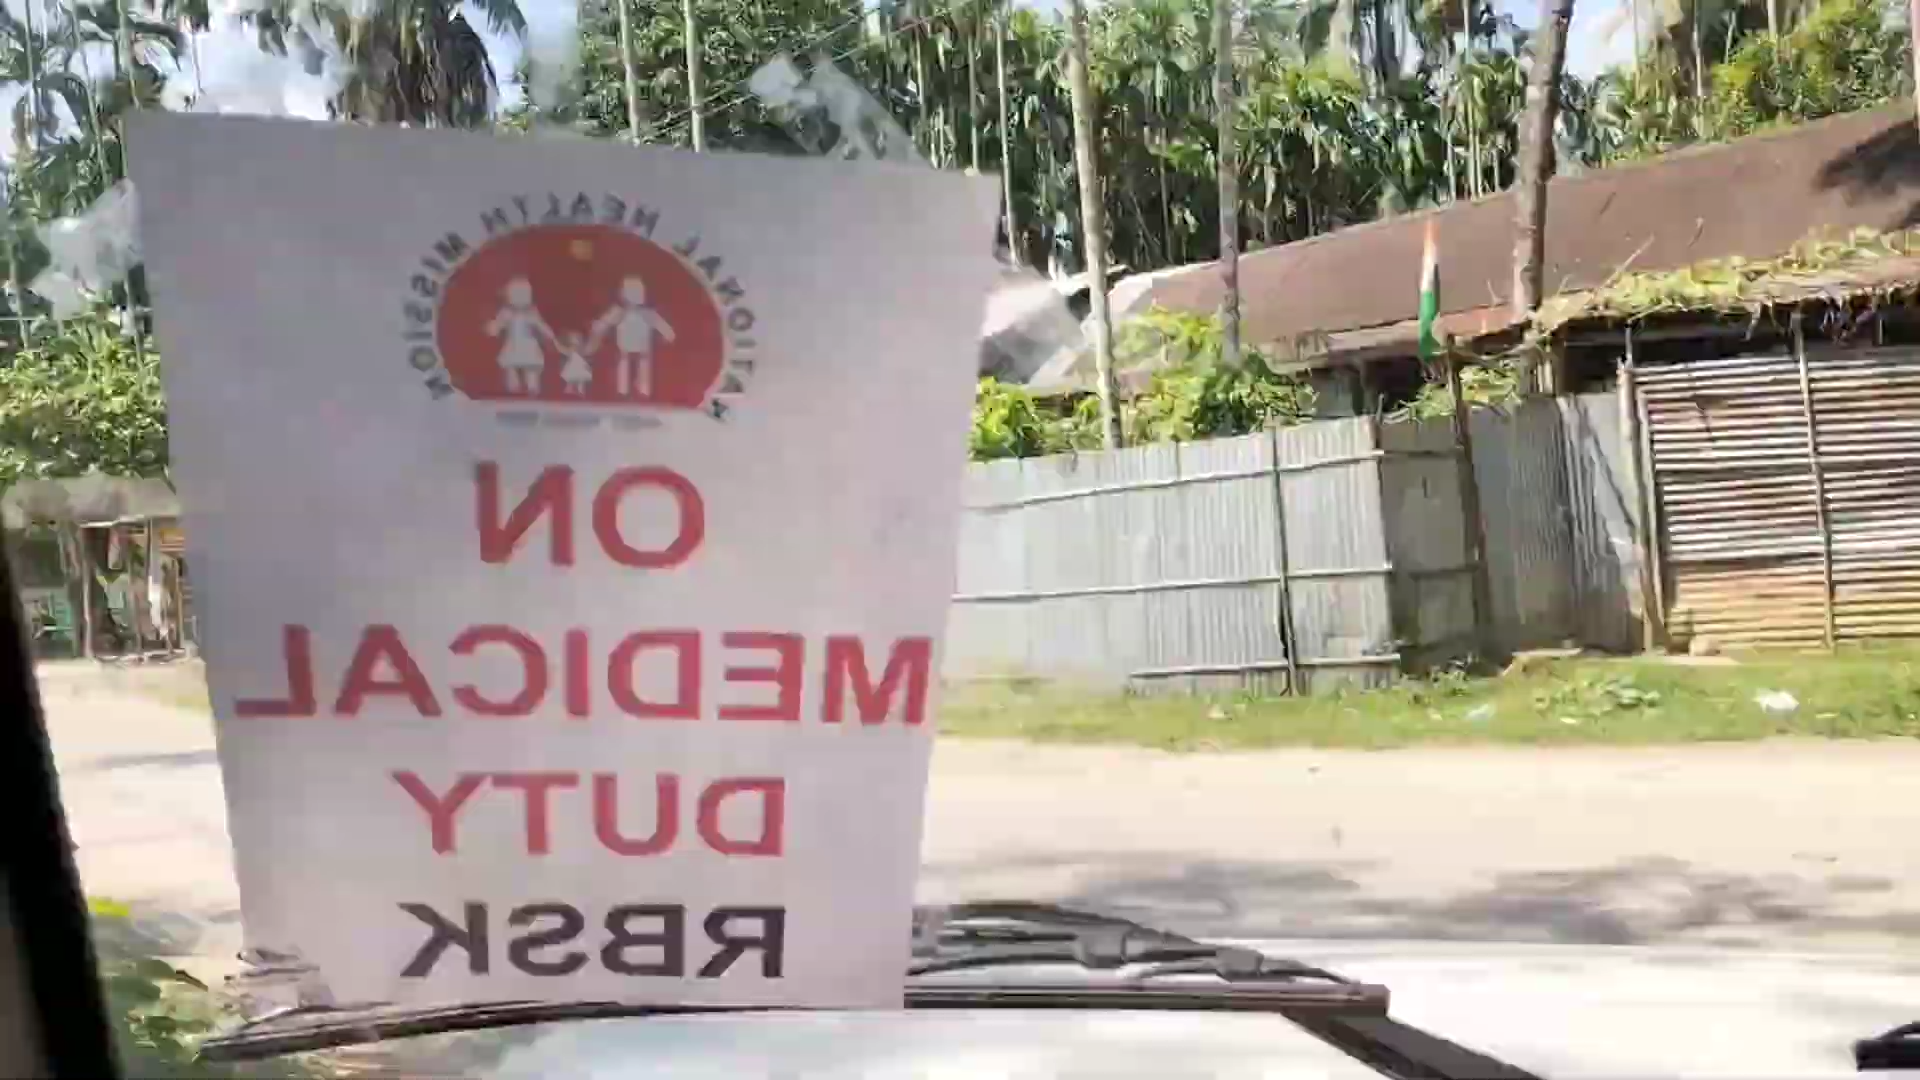 NATIONAL HEALTH MISSION
ON
MEDICAL
DUTY
RBSK